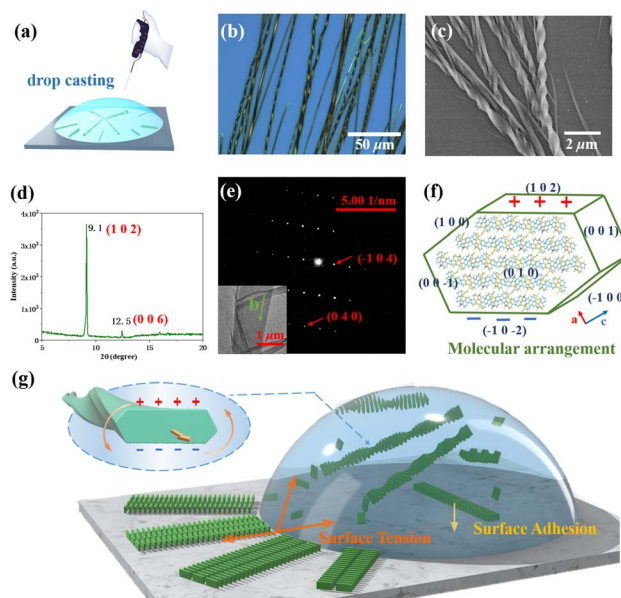 (a)
drop casting
(b)
50 μm
(c)
2 μm
(d)
Intensity (a.u.)
4x10³
3x10³
2x10³
1x10³
0
9.1 (1 0 2)
12.5 (0 0 6)
5 10 15 20
2θ (degree)
(e)
5.00 1/nm
(-1 0 4)
(0 4 0)
b
1 μm
(f)
(1 0 2)
+ + +
(1 0 0)
(0 0 1)
(0 1 0)
(0 0 -1)
(-1 0 0)
(-1 0 -2)
a
c
Molecular arrangement
(g)
+ + + +
- - - -
Surface Tension
Surface Adhesion